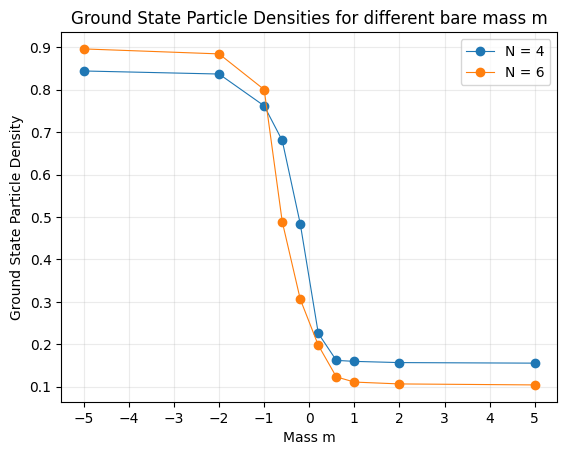 Ground State Particle Densities for different bare mass m
N = 4
N = 6
Ground State Particle Density
0.9
0.8
0.7
0.6
0.5
0.4
0.3
0.2
0.1
−5 −4 −3 −2 −1 0 1 2 3 4 5
Mass m